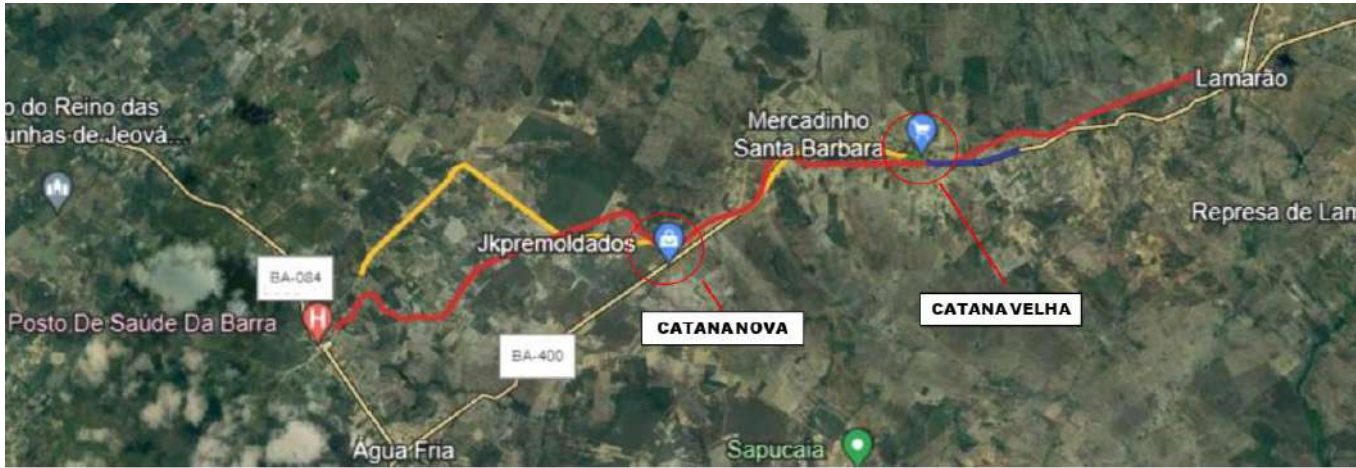 o do Reino das
unhas de Jeová...
Lamarão
Mercadinho
Santa Barbara
Represa de Lam
Jkpremoldados
BA-084
CATANA NOVA
CATANA VELHA
Posto De Saúde Da Barra
H
BA-400
Água Fria
Sapucaia